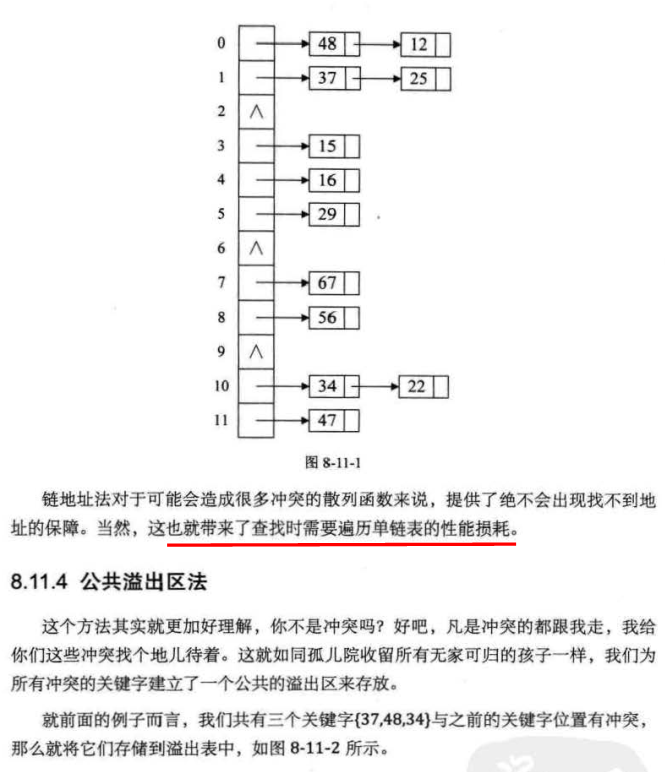 0 48 12
1 37 25
2 ∧
3 15
4 16
5 29
6 ∧
7 67
8 56
9 ∧
10 34 22
11 47
图 8-11-1
链地址法对于可能会造成很多冲突的散列函数来说，提供了绝不会出现找不到地
址的保障。当然，这也就带来了查找时需要遍历单链表的性能损耗。
8.11.4 公共溢出区法
这个方法其实就更加好理解，你不是冲突吗？好吧，凡是冲突的都跟我走，我给
你们这些冲突找个地儿待着。这就如同孤儿院收留所有无家可归的孩子一样，我们为
所有冲突的关键字建立了一个公共的溢出区来存放。
就前面的例子而言，我们共有三个关键字{37,48,34}与之前的关键字位置有冲突，
那么就将它们存储到溢出表中，如图 8-11-2 所示。